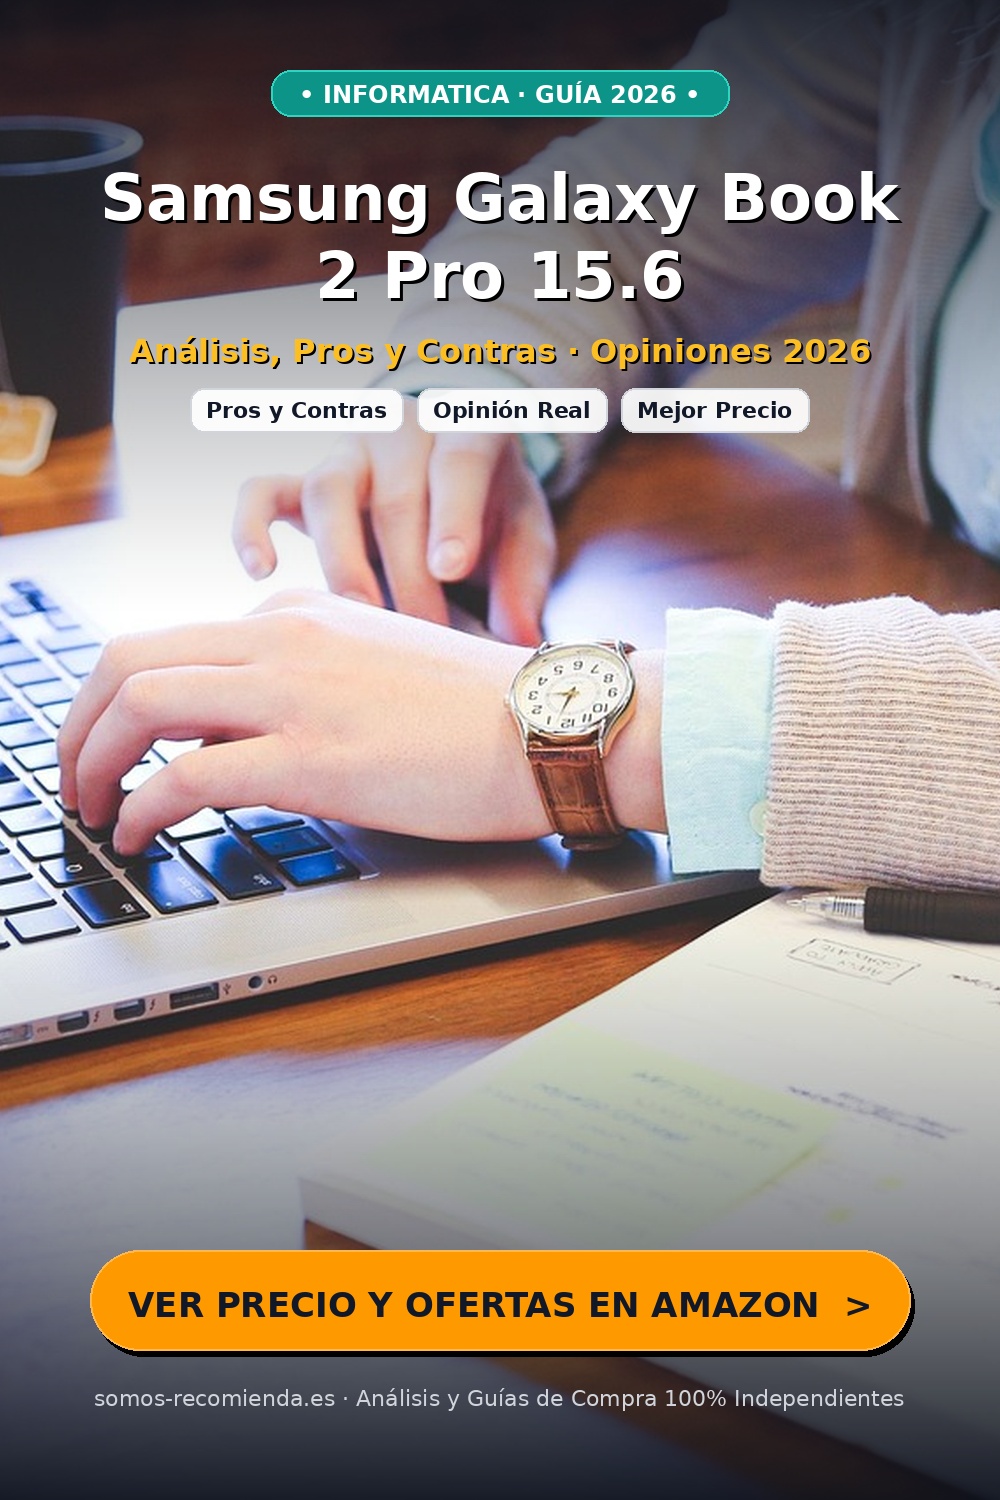 • INFORMATICA · GUÍA 2026 •
Samsung Galaxy Book
2 Pro 15.6
Análisis, Pros y Contras · Opiniones 2026
Pros y Contras
Opinión Real
Mejor Precio
VER PRECIO Y OFERTAS EN AMAZON >
somos-recomienda.es · Análisis y Guías de Compra 100% Independientes